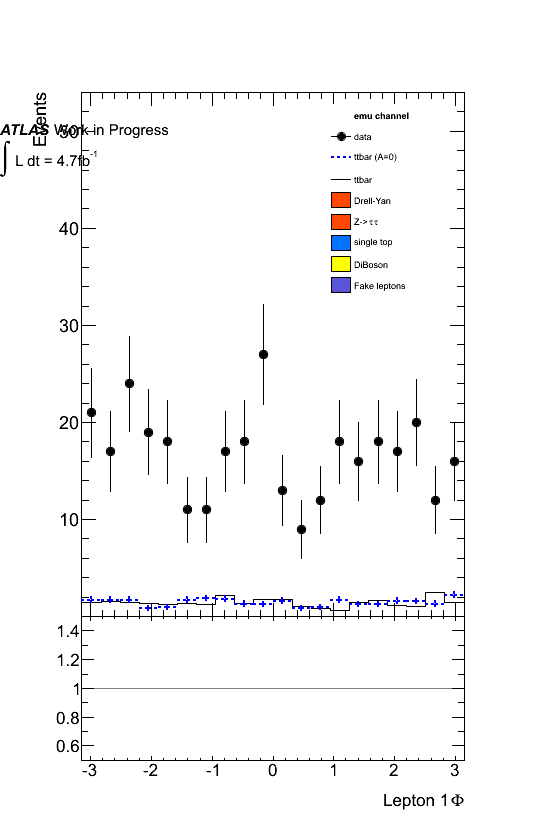 Events
ATLAS Work in Progress
∫ L dt = 4.7fb⁻¹
emu channel
data
ttbar (A=0)
ttbar
Drell-Yan
Z->ττ
single top
DiBoson
Fake leptons
50
40
30
20
10
1.4
1.2
1
0.8
0.6
-3 -2 -1 0 1 2 3
Lepton 1 Φ